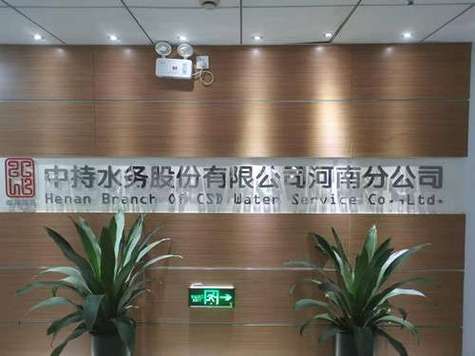 中持水务股份有限公司河南分公司
Henan Branch Of CSD Water Service Co.,Ltd.